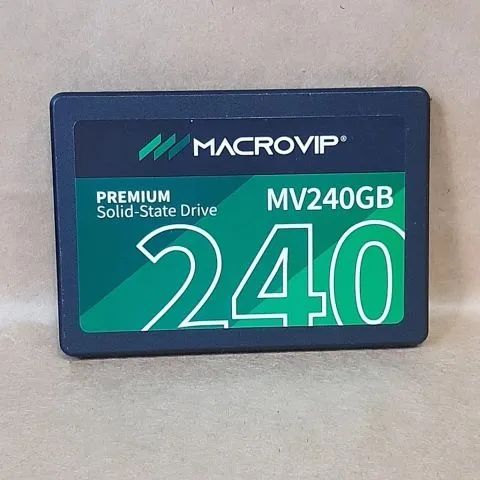 MACROVIP®
PREMIUM
Solid-State Drive
MV240GB
240